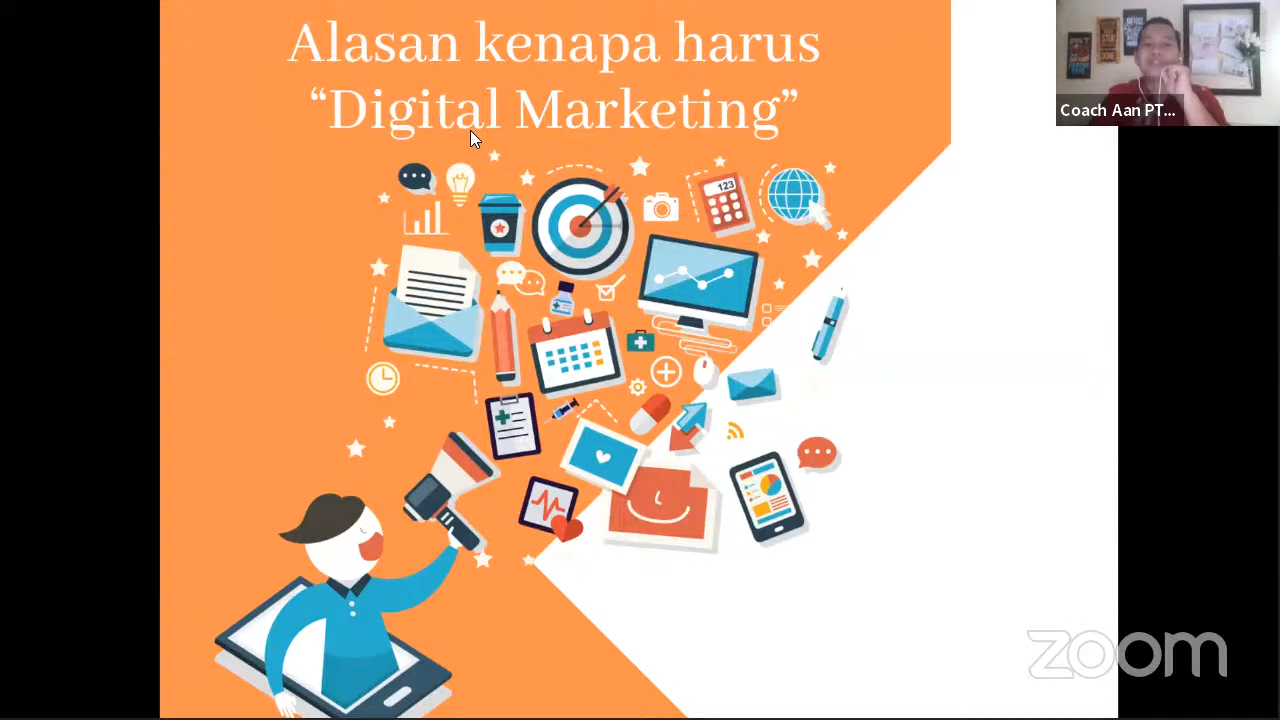 Alasan kenapa harus
“Digital Marketing”
Coach Aan PT...
123
zoom